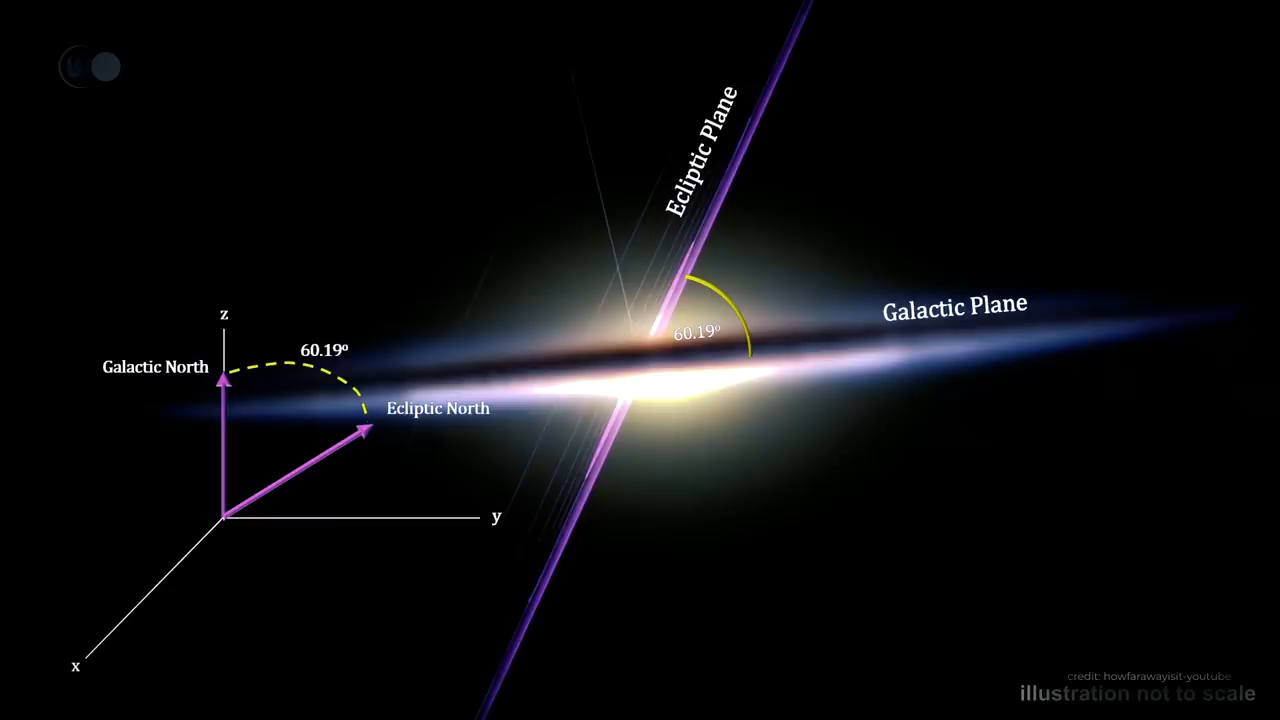 Ecliptic Plane
Galactic Plane
60.19º
z
60.19º
Galactic North
Ecliptic North
y
x
credit: howfarawayisit-youtube
illustration not to scale